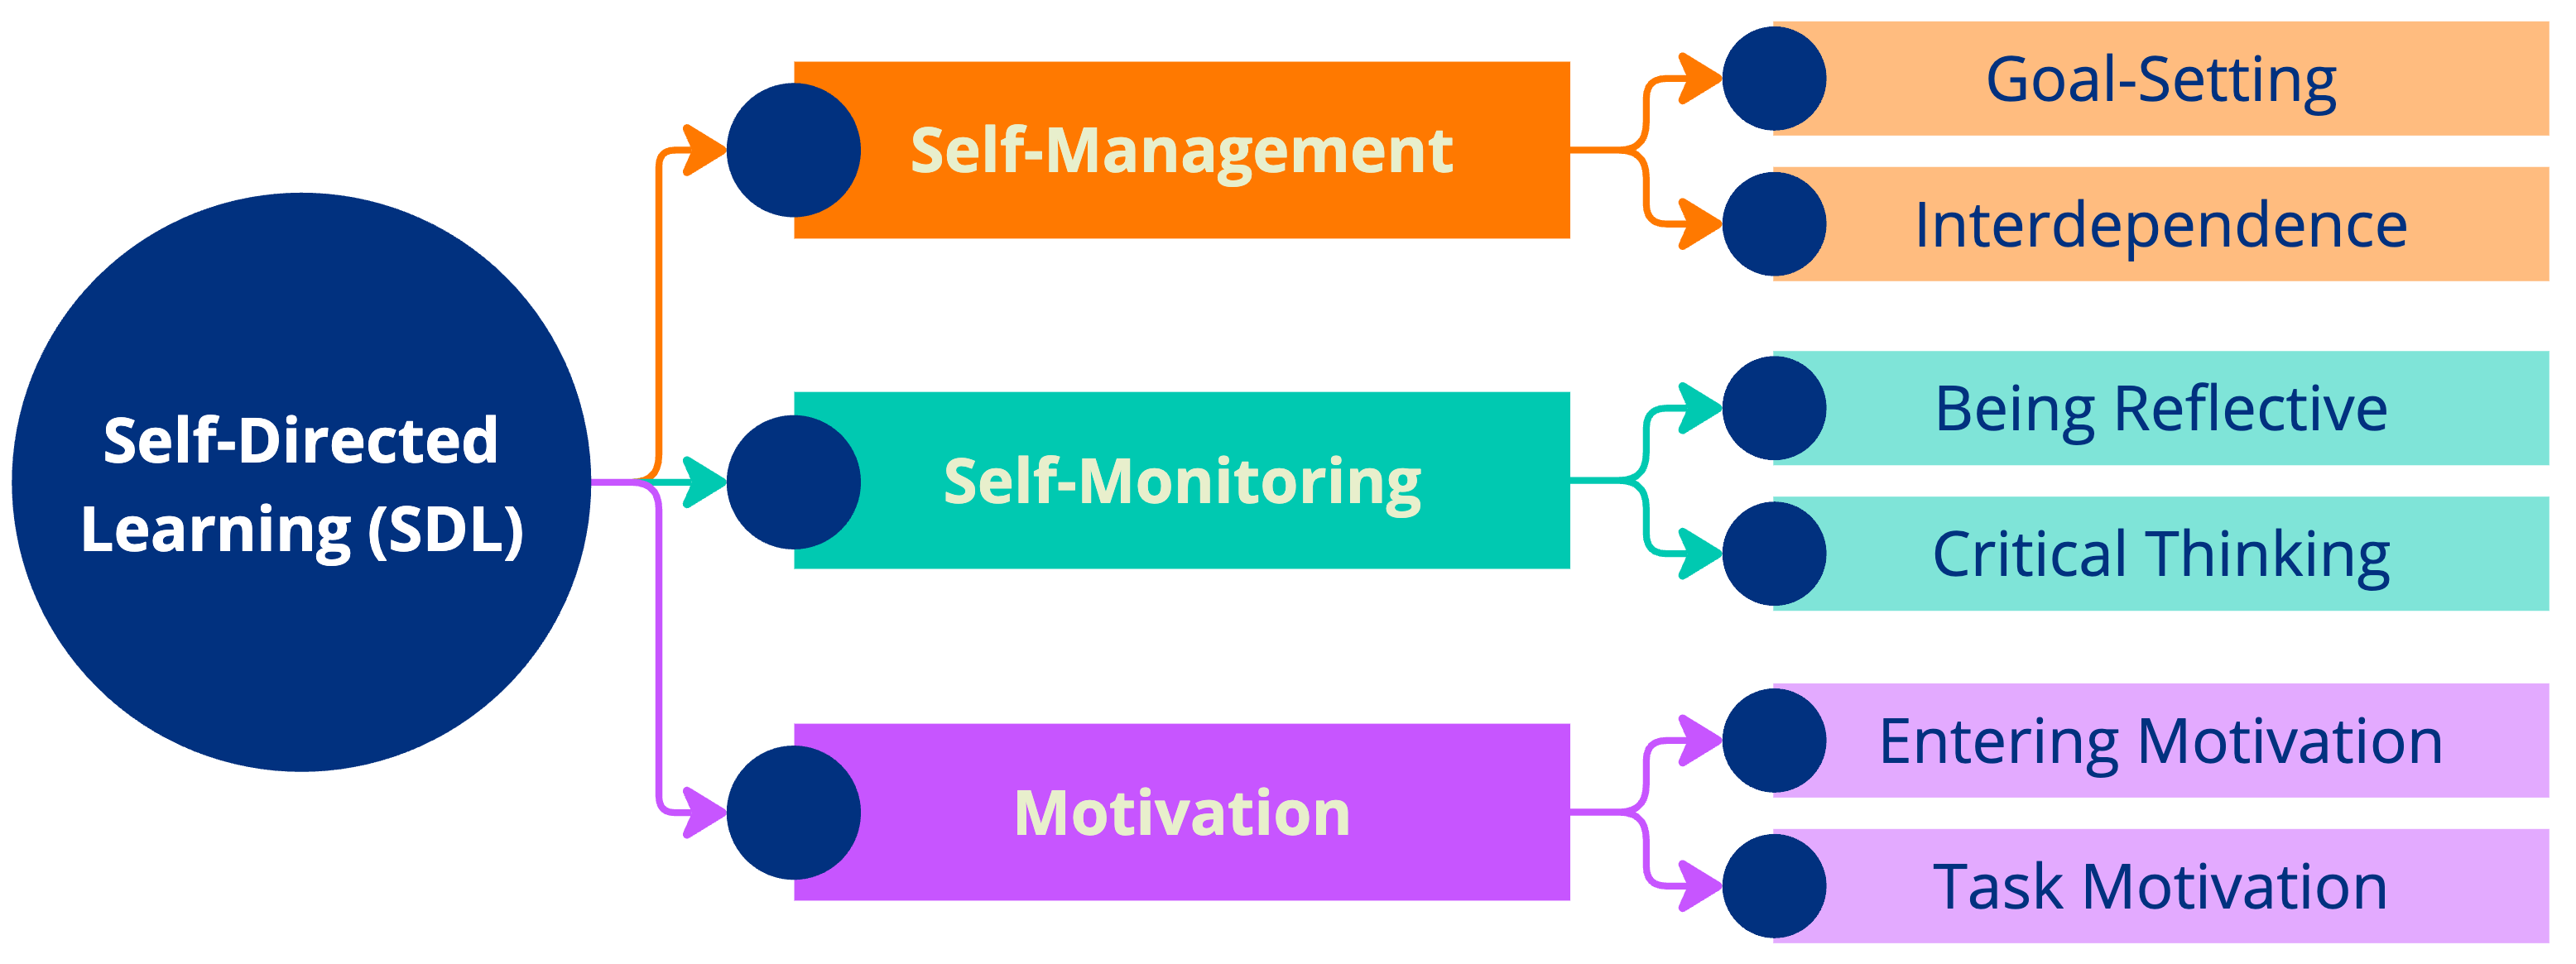 Self-Directed
Learning (SDL)
Self-Management
Goal-Setting
Interdependence
Self-Monitoring
Being Reflective
Critical Thinking
Motivation
Entering Motivation
Task Motivation